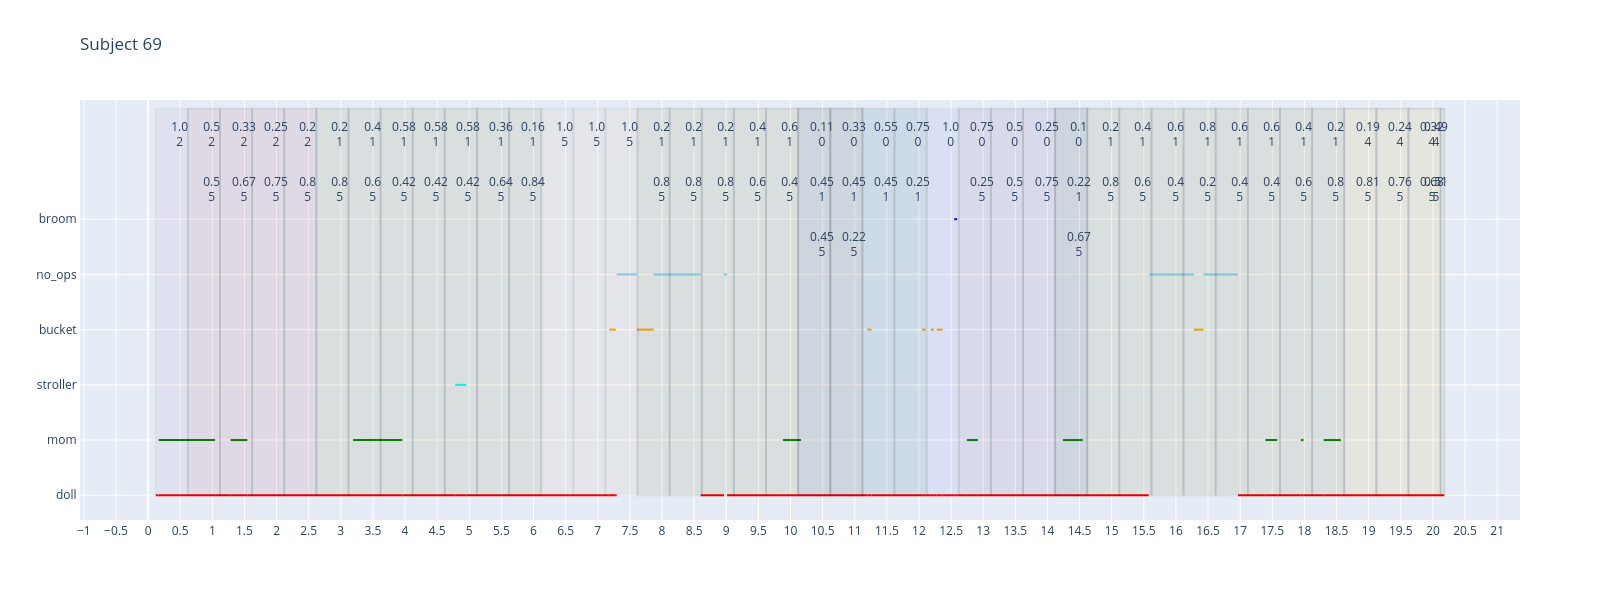 Subject 69
1.0 0.5 0.33 0.25 0.2 0.2 0.4 0.58 0.58 0.58 0.36 0.16 1.0 1.0 1.0 0.2 0.2 0.2 0.4 0.6 0.11 0.33 0.55 0.75 1.0 0.75 0.5 0.25 0.1 0.2 0.4 0.6 0.8 0.6 0.6 0.4 0.2 0.19 0.24
2 2 2 2 2 1 1 1 1 1 1 1 5 5 5 1 1 1 1 1 0 0 0 0 0 0 0 0 0 1 1 1 1 1 1 1 1 4 4 4 4
0.5 0.67 0.75 0.8 0.8 0.6 0.42 0.42 0.42 0.64 0.84 0.8 0.8 0.8 0.6 0.4 0.45 0.45 0.45 0.25 0.25 0.5 0.75 0.22 0.8 0.6 0.4 0.2 0.4 0.4 0.6 0.8 0.81 0.76
5 5 5 5 5 5 5 5 5 5 5 5 5 5 5 5 1 1 1 1 5 5 5 1 5 5 5 5 5 5 5 5 5 5 5 5
broom
0.45 0.22 0.67
5 5 5
no_ops
bucket
stroller
mom
doll
−1 −0.5 0 0.5 1 1.5 2 2.5 3 3.5 4 4.5 5 5.5 6 6.5 7 7.5 8 8.5 9 9.5 10 10.5 11 11.5 12 12.5 13 13.5 14 14.5 15 15.5 16 16.5 17 17.5 18 18.5 19 19.5 20 20.5 21